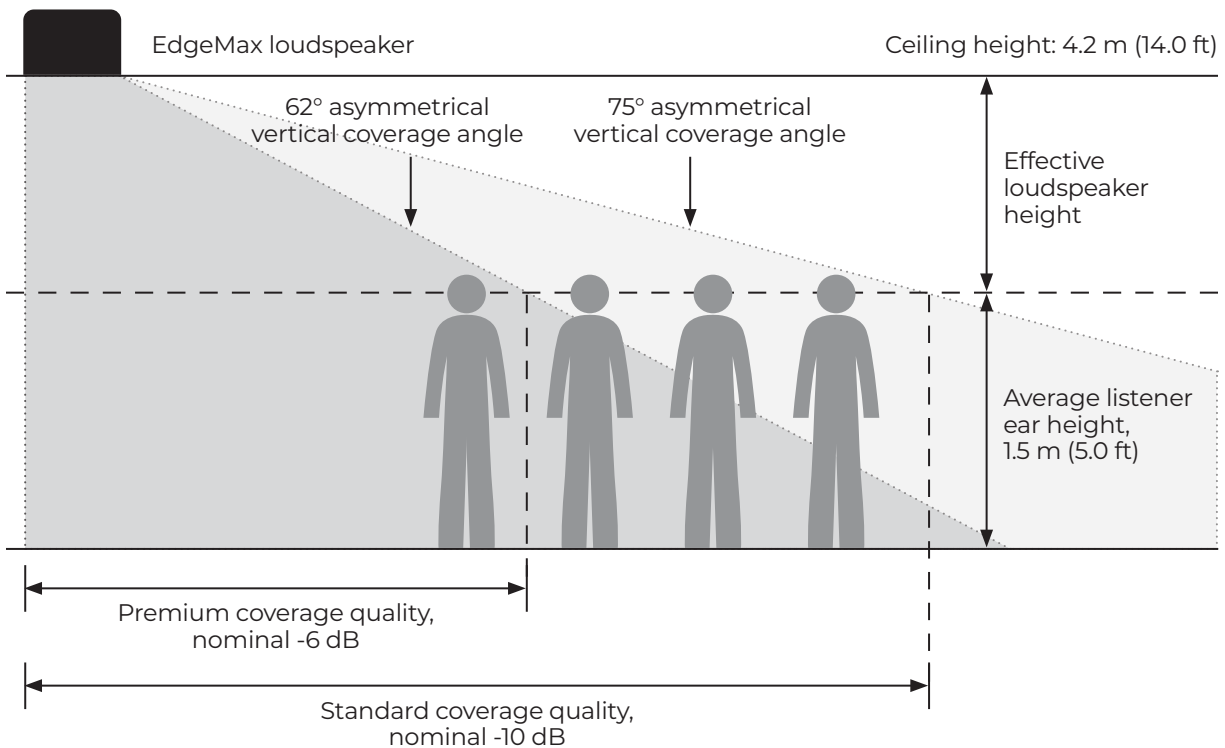 EdgeMax loudspeaker
Ceiling height: 4.2 m (14.0 ft)
62° asymmetrical
vertical coverage angle
75° asymmetrical
vertical coverage angle
Effective
loudspeaker
height
Average listener
ear height,
1.5 m (5.0 ft)
Premium coverage quality,
nominal -6 dB
Standard coverage quality,
nominal -10 dB